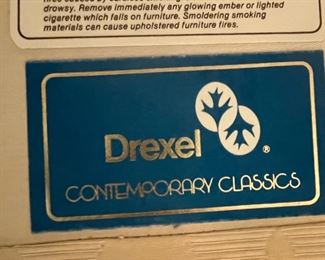 drowsy. Remove immediately any glowing ember or lighted
cigarette which falls on furniture. Smoldering smoking
materials can cause upholstered furniture fires.
Drexel ®
CONTEMPORARY CLASSICS